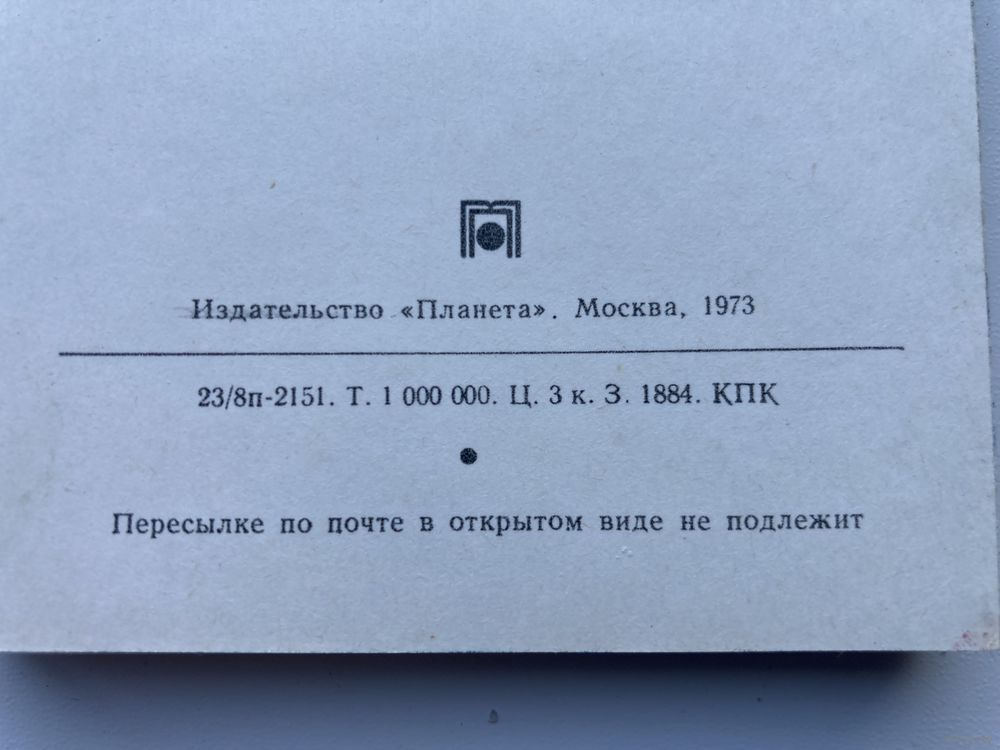 Издательство «Планета». Москва, 1973
23/8п-2151. Т. 1 000 000. Ц. 3 к. З. 1884. КПК
Пересылке по почте в открытом виде не подлежит